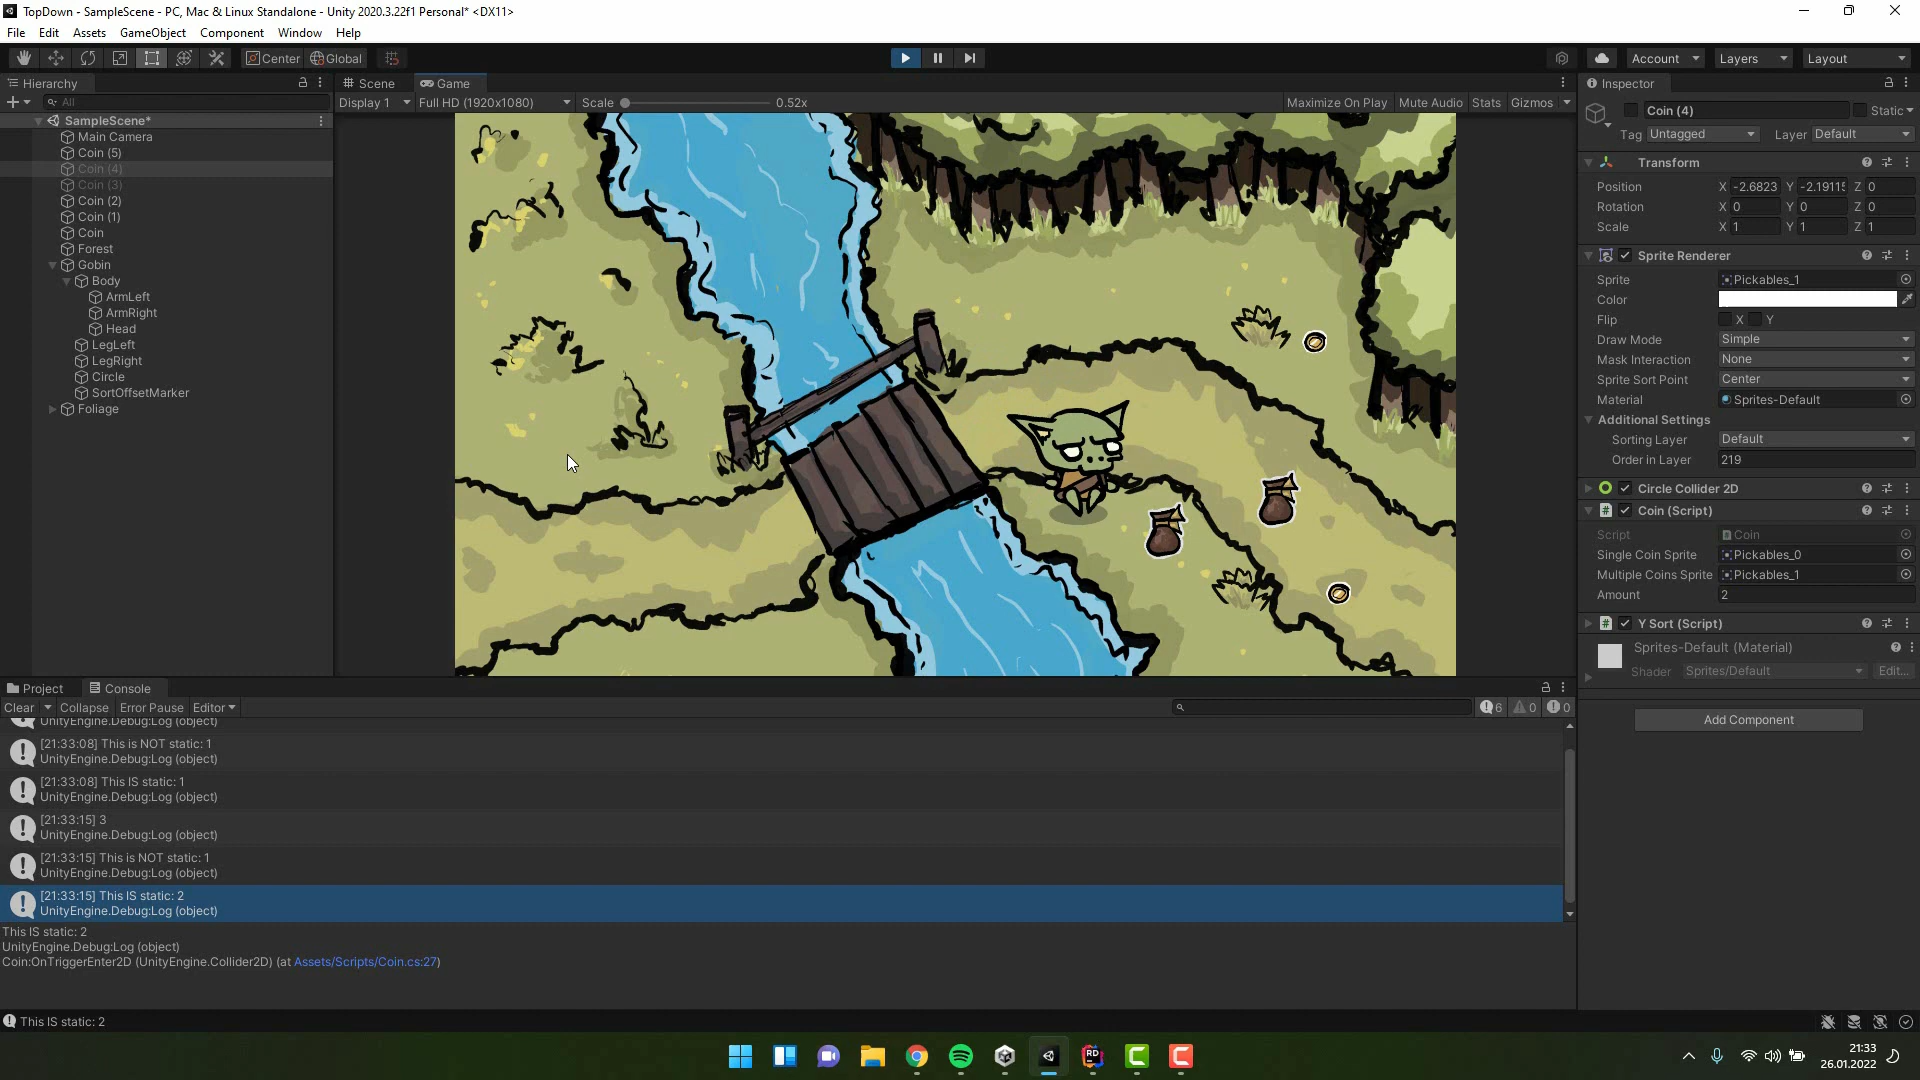 TopDown - SampleScene - PC, Mac & Linux Standalone - Unity 2020.3.22f1 Personal* <DX11>
File Edit Assets GameObject Component Window Help
Center Global Account Layers Layout
Hierarchy
All
SampleScene*
Main Camera
Coin (5)
Coin (4)
Coin (3)
Coin (2)
Coin (1)
Coin
Forest
Gobin
Body
ArmLeft
ArmRight
Head
LegLeft
LegRight
Circle
SortOffsetMarker
Foliage
Scene Game
Display 1 Full HD (1920x1080) Scale 0.52x Maximize On Play Mute Audio Stats Gizmos
Inspector
Coin (4) Static
Tag Untagged Layer Default
Transform
Position X -2.6823 Y -2.1911 Z 0
Rotation X 0 Y 0 Z 0
Scale X 1 Y 1 Z 1
Sprite Renderer
Sprite Pickables_1
Color
Flip X Y
Draw Mode Simple
Mask Interaction None
Sprite Sort Point Center
Material Sprites-Default
Additional Settings
Sorting Layer Default
Order in Layer 219
Circle Collider 2D
Coin (Script)
Script Coin
Single Coin Sprite Pickables_0
Multiple Coins Sprite Pickables_1
Amount 2
Y Sort (Script)
Sprites-Default (Material)
Shader Sprites/Default Edit...
Add Component
Project Console
Clear Collapse Error Pause Editor 6 0 0
UnityEngine.Debug:Log (object)
[21:33:08] This is NOT static: 1
UnityEngine.Debug:Log (object)
[21:33:08] This IS static: 1
UnityEngine.Debug:Log (object)
[21:33:15] 3
UnityEngine.Debug:Log (object)
[21:33:15] This is NOT static: 1
UnityEngine.Debug:Log (object)
[21:33:15] This IS static: 2
UnityEngine.Debug:Log (object)
This IS static: 2
UnityEngine.Debug:Log (object)
Coin:OnTriggerEnter2D (UnityEngine.Collider2D) (at Assets/Scripts/Coin.cs:27)
This IS static: 2
RD
21:33
26.01.2022